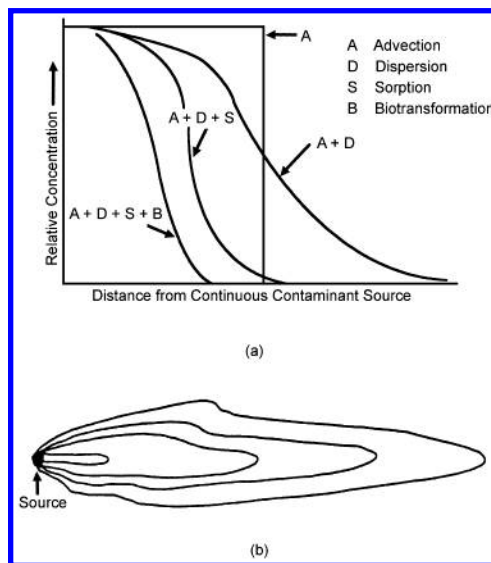 A
A Advection
D Dispersion
S Sorption
B Biotransformation
A + D + S
A + D
A + D + S + B
Relative Concentration
Distance from Continuous Contaminant Source
(a)
Source
(b)